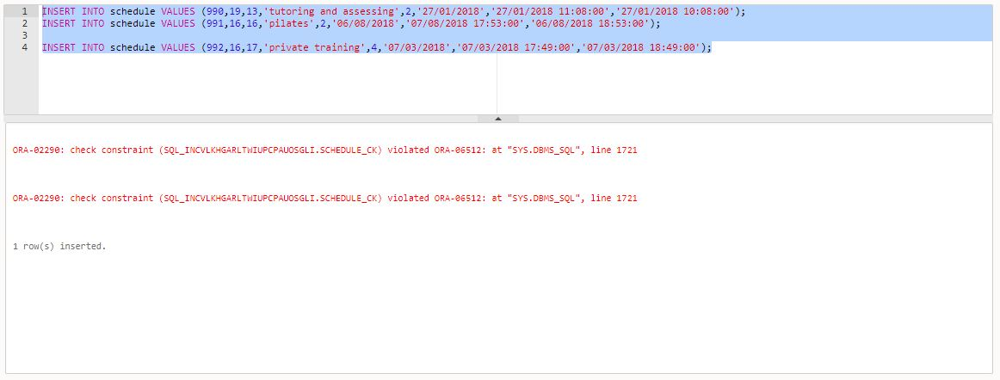 1 INSERT INTO schedule VALUES (990,19,13,'tutoring and assessing',2,'27/01/2018','27/01/2018 11:08:00','27/01/2018 10:08:00');
2 INSERT INTO schedule VALUES (991,16,16,'pilates',2,'06/08/2018','07/08/2018 17:53:00','06/08/2018 18:53:00');
3
4 INSERT INTO schedule VALUES (992,16,17,'private training',4,'07/03/2018','07/03/2018 17:49:00','07/03/2018 18:49:00');
ORA-02290: check constraint (SQL_INCVLKHGARLTWIUPCPAUOSGLI.SCHEDULE_CK) violated ORA-06512: at "SYS.DBMS_SQL", line 1721
ORA-02290: check constraint (SQL_INCVLKHGARLTWIUPCPAUOSGLI.SCHEDULE_CK) violated ORA-06512: at "SYS.DBMS_SQL", line 1721
1 row(s) inserted.